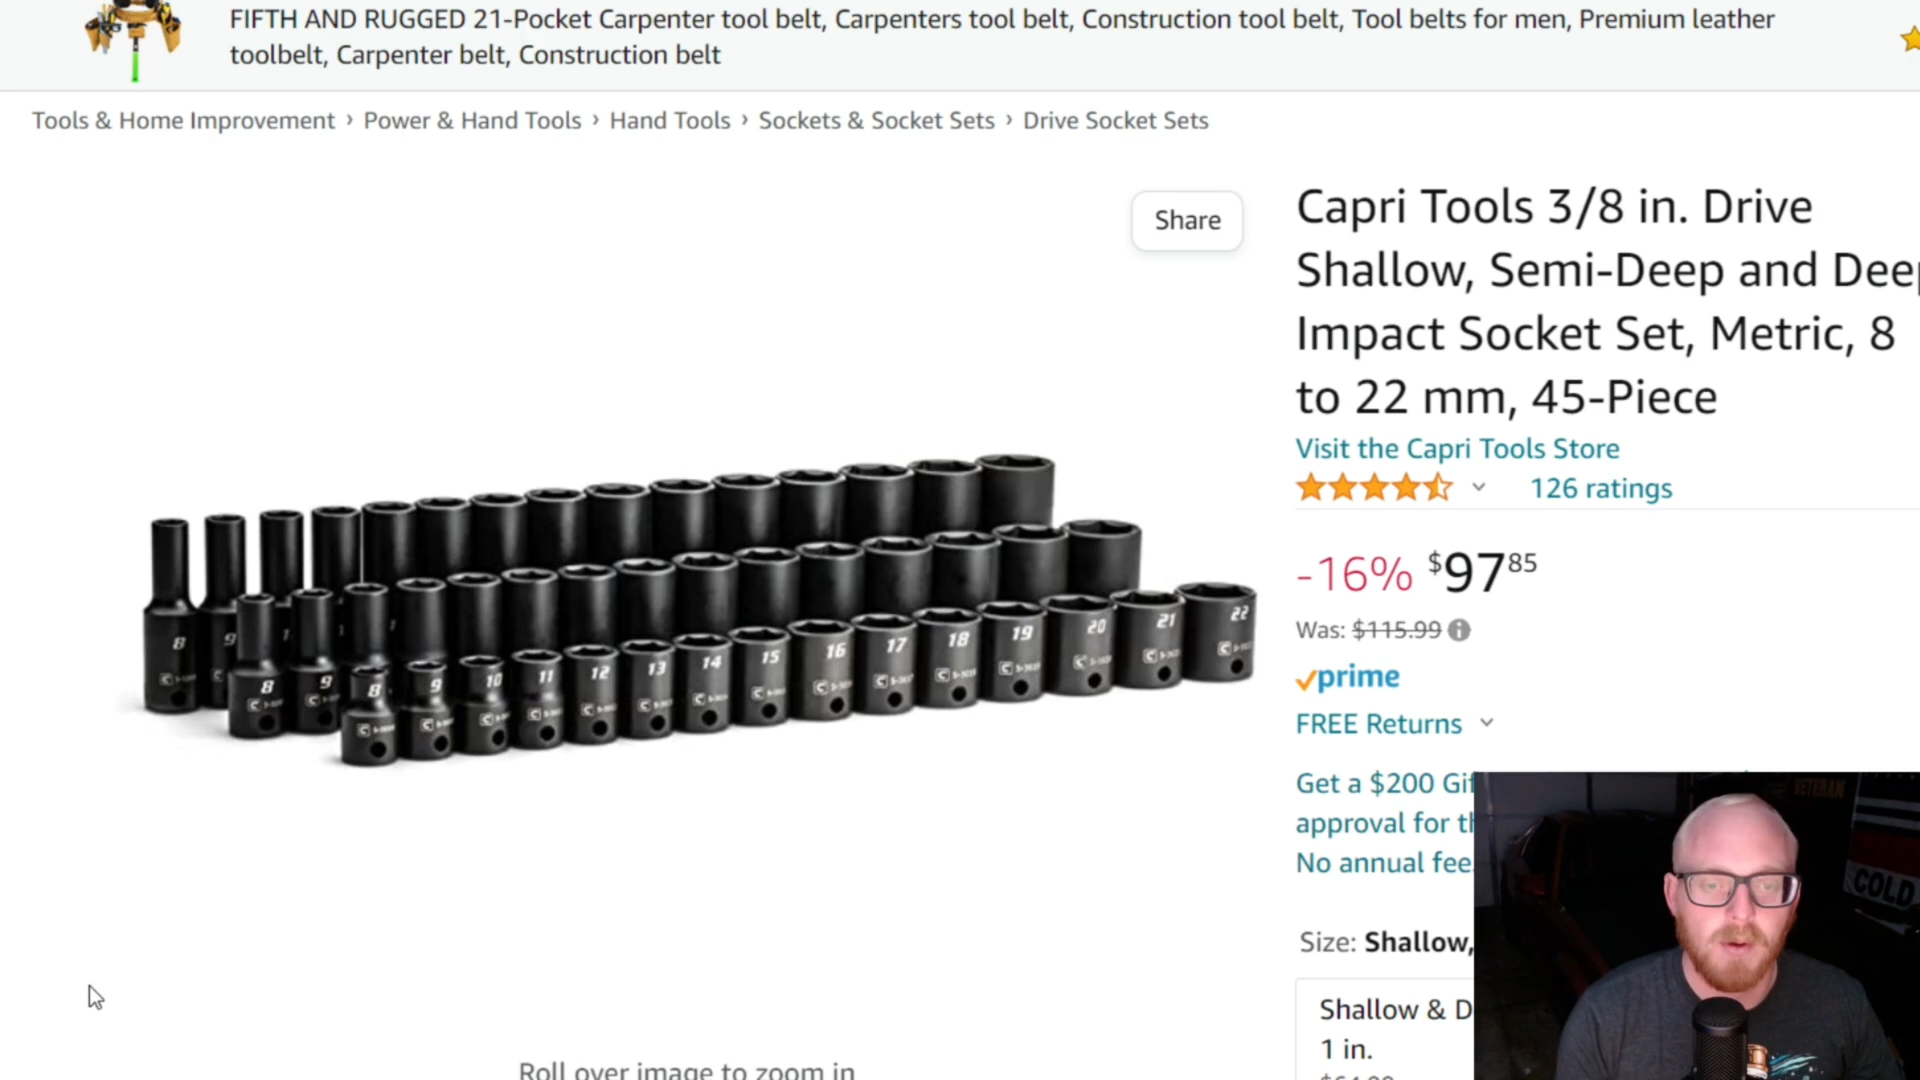 FIFTH AND RUGGED 21-Pocket Carpenter tool belt, Carpenters tool belt, Construction tool belt, Tool belts for men, Premium leather
toolbelt, Carpenter belt, Construction belt
Tools & Home Improvement › Power & Hand Tools › Hand Tools › Sockets & Socket Sets › Drive Socket Sets
Share
Capri Tools 3/8 in. Drive
Shallow, Semi-Deep and Deep
Impact Socket Set, Metric, 8
to 22 mm, 45-Piece
Visit the Capri Tools Store
126 ratings
-16% $97 85
Was: $115.99
prime
FREE Returns
Get a $200 Gif
approval for th
No annual fee.
Size: Shallow,
Shallow & D
1 in.
8 9
8 9
8 9 10 11 12 13 14 15 16 17 18 19 20 21 22
VETERAN
COLD
Roll over image to zoom in